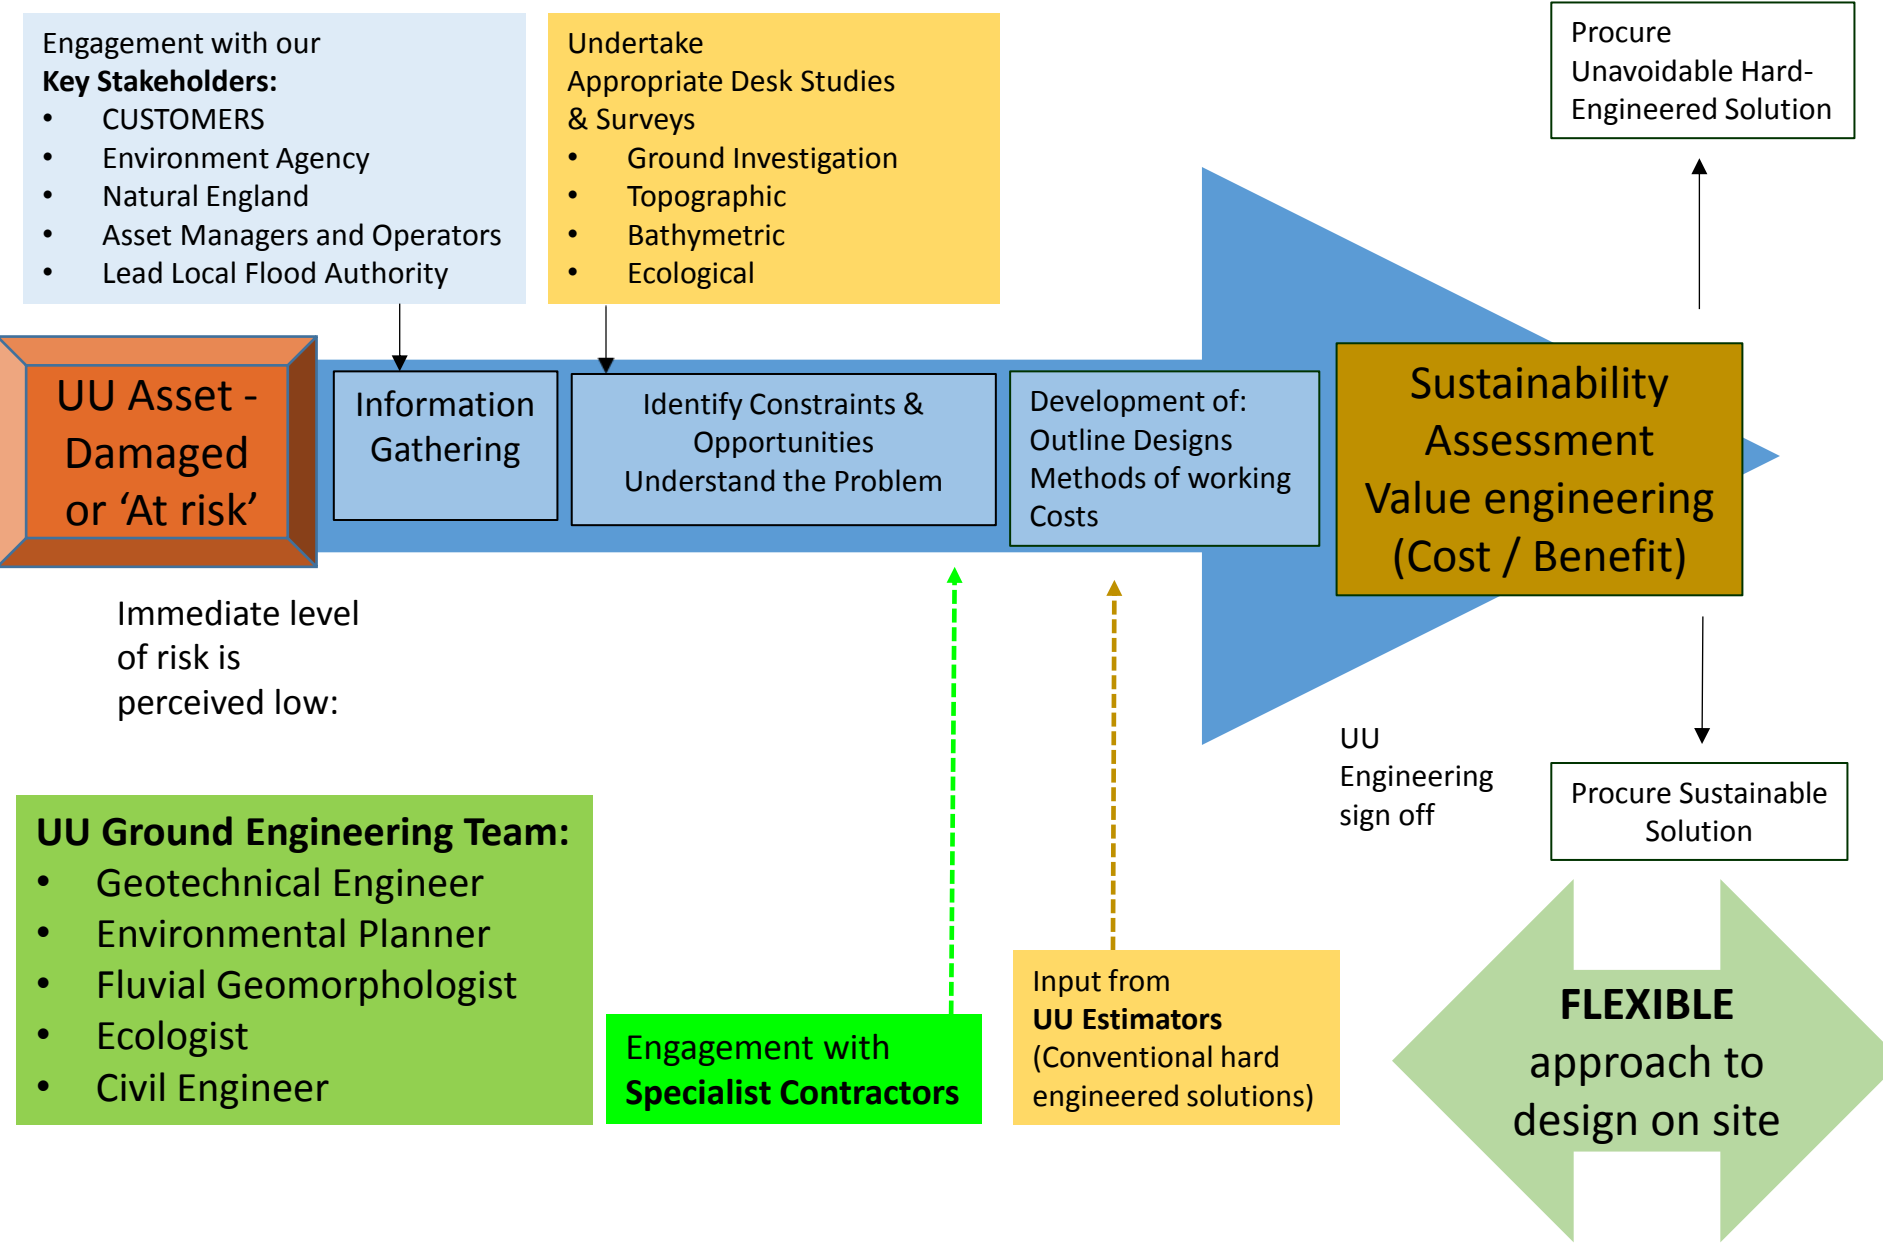 Engagement with our
Key Stakeholders:
• CUSTOMERS
• Environment Agency
• Natural England
• Asset Managers and Operators
• Lead Local Flood Authority
Undertake
Appropriate Desk Studies
& Surveys
• Ground Investigation
• Topographic
• Bathymetric
• Ecological
Procure
Unavoidable Hard-
Engineered Solution
UU Asset -
Damaged
or ‘At risk’
Information
Gathering
Identify Constraints &
Opportunities
Understand the Problem
Development of:
Outline Designs
Methods of working
Costs
Sustainability
Assessment
Value engineering
(Cost / Benefit)
Immediate level
of risk is
perceived low:
UU
Engineering
sign off
Procure Sustainable
Solution
UU Ground Engineering Team:
• Geotechnical Engineer
• Environmental Planner
• Fluvial Geomorphologist
• Ecologist
• Civil Engineer
Engagement with
Specialist Contractors
Input from
UU Estimators
(Conventional hard
engineered solutions)
FLEXIBLE
approach to
design on site